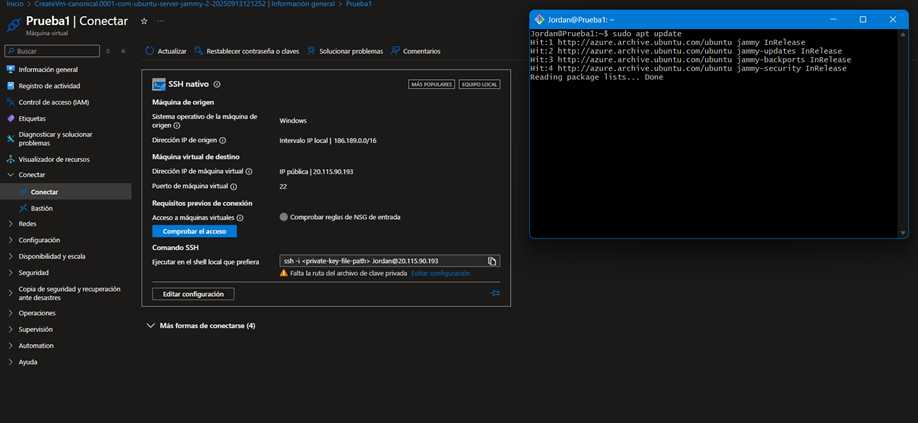 Inicio > CreateVm-canonical.0001-com-ubuntu-server-jammy-2-20250913121252 | Información general > Prueba1
Prueba1 | Conectar
Máquina virtual
Buscar
Información general
Registro de actividad
Control de acceso (IAM)
Etiquetas
Diagnosticar y solucionar
problemas
Visualizador de recursos
Conectar
Conectar
Bastión
Redes
Configuración
Disponibilidad y escala
Seguridad
Copia de seguridad y recuperación
ante desastres
Operaciones
Supervisión
Automation
Ayuda
Actualizar
Restablecer contraseña o claves
Solucionar problemas
Comentarios
SSH nativo
MÁS POPULARES
EQUIPO LOCAL
Máquina de origen
Sistema operativo de la máquina de
origen
Windows
Dirección IP de origen
Intervalo IP local | 186.189.0.0/16
Máquina virtual de destino
Dirección IP de máquina virtual
IP pública | 20.115.90.193
Puerto de máquina virtual
22
Requisitos previos de conexión
Acceso a máquinas virtuales
Comprobar reglas de NSG de entrada
Comprobar el acceso
Comando SSH
Ejecutar en el shell local que prefiera
ssh -i <private-key-file-path> Jordan@20.115.90.193
Falta la ruta del archivo de clave privada Editar configuración
Editar configuración
Más formas de conectarse (4)
Jordan@Prueba1: ~
Jordan@Prueba1:~$ sudo apt update
Hit:1 http://azure.archive.ubuntu.com/ubuntu jammy InRelease
Hit:2 http://azure.archive.ubuntu.com/ubuntu jammy-updates InRelease
Hit:3 http://azure.archive.ubuntu.com/ubuntu jammy-backports InRelease
Hit:4 http://azure.archive.ubuntu.com/ubuntu jammy-security InRelease
Reading package lists... Done